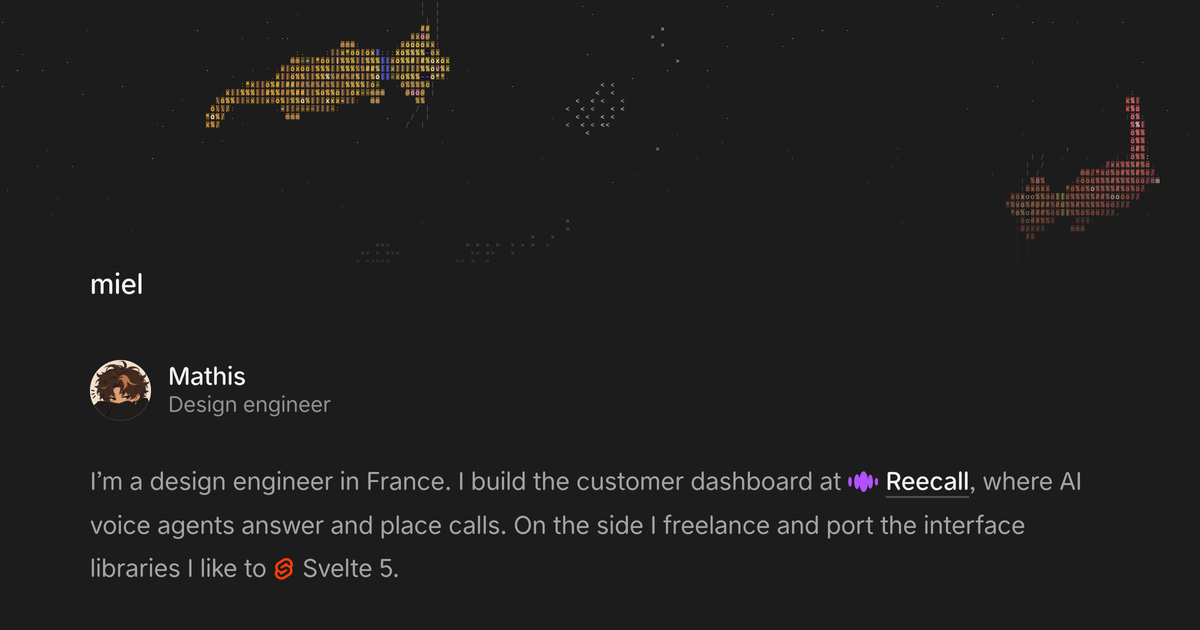 miel
Mathis
Design engineer
I’m a design engineer in France. I build the customer dashboard at Reecall, where AI
voice agents answer and place calls. On the side I freelance and port the interface
libraries I like to Svelte 5.